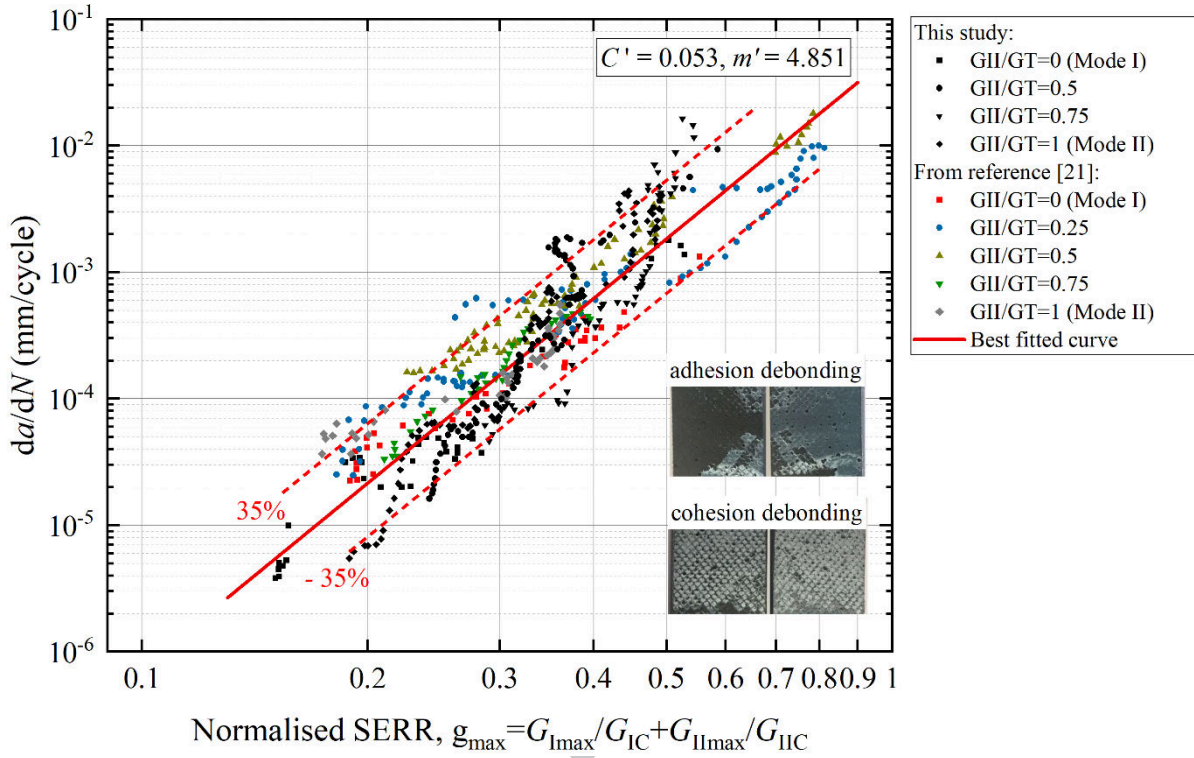 10⁻¹
10⁻²
10⁻³
10⁻⁴
10⁻⁵
10⁻⁶
da/dN (mm/cycle)
C' = 0.053, m' = 4.851
35%
- 35%
adhesion debonding
cohesion debonding
0.1 0.2 0.3 0.4 0.5 0.6 0.7 0.8 0.9 1
Normalised SERR, gₘₐₓ=G_Imax/G_IC+G_IImax/G_IIC
This study:
GII/GT=0 (Mode I)
GII/GT=0.5
GII/GT=0.75
GII/GT=1 (Mode II)
From reference [21]:
GII/GT=0 (Mode I)
GII/GT=0.25
GII/GT=0.5
GII/GT=0.75
GII/GT=1 (Mode II)
Best fitted curve